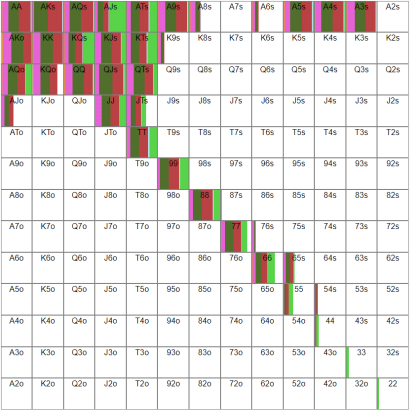 AA AKs AQs AJs ATs A9s A8s A7s A6s A5s A4s A3s A2s
AKo KK KQs KJs KTs K9s K8s K7s K6s K5s K4s K3s K2s
AQo KQo QQ QJs QTs Q9s Q8s Q7s Q6s Q5s Q4s Q3s Q2s
AJo KJo QJo JJ JTs J9s J8s J7s J6s J5s J4s J3s J2s
ATo KTo QTo JTo TT T9s T8s T7s T6s T5s T4s T3s T2s
A9o K9o Q9o J9o T9o 99 98s 97s 96s 95s 94s 93s 92s
A8o K8o Q8o J8o T8o 98o 88 87s 86s 85s 84s 83s 82s
A7o K7o Q7o J7o T7o 97o 87o 77 76s 75s 74s 73s 72s
A6o K6o Q6o J6o T6o 96o 86o 76o 66 65s 64s 63s 62s
A5o K5o Q5o J5o T5o 95o 85o 75o 65o 55 54s 53s 52s
A4o K4o Q4o J4o T4o 94o 84o 74o 64o 54o 44 43s 42s
A3o K3o Q3o J3o T3o 93o 83o 73o 63o 53o 43o 33 32s
A2o K2o Q2o J2o T2o 92o 82o 72o 62o 52o 42o 32o 22